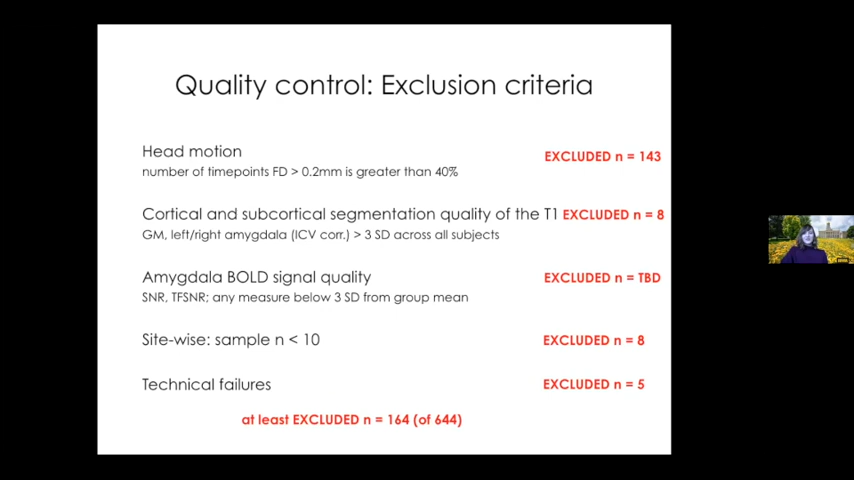 Quality control: Exclusion criteria
Head motion EXCLUDED n = 143
number of timepoints FD > 0.2mm is greater than 40%
Cortical and subcortical segmentation quality of the T1 EXCLUDED n = 8
GM, left/right amygdala (ICV corr.) > 3 SD across all subjects
Amygdala BOLD signal quality EXCLUDED n = TBD
SNR, TFSNR; any measure below 3 SD from group mean
Site-wise: sample n < 10 EXCLUDED n = 8
Technical failures EXCLUDED n = 5
at least EXCLUDED n = 164 (of 644)